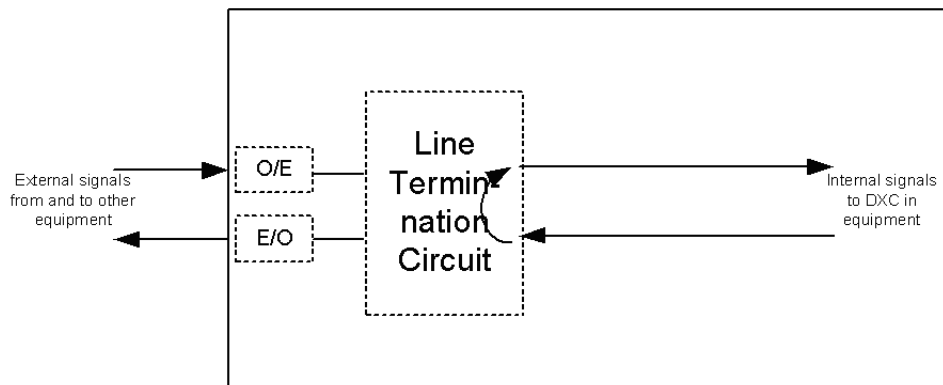 External signals
from and to other
equipment
O/E
E/O
Line
Termin-
nation
Circuit
Internal signals
to DXC in
equipment